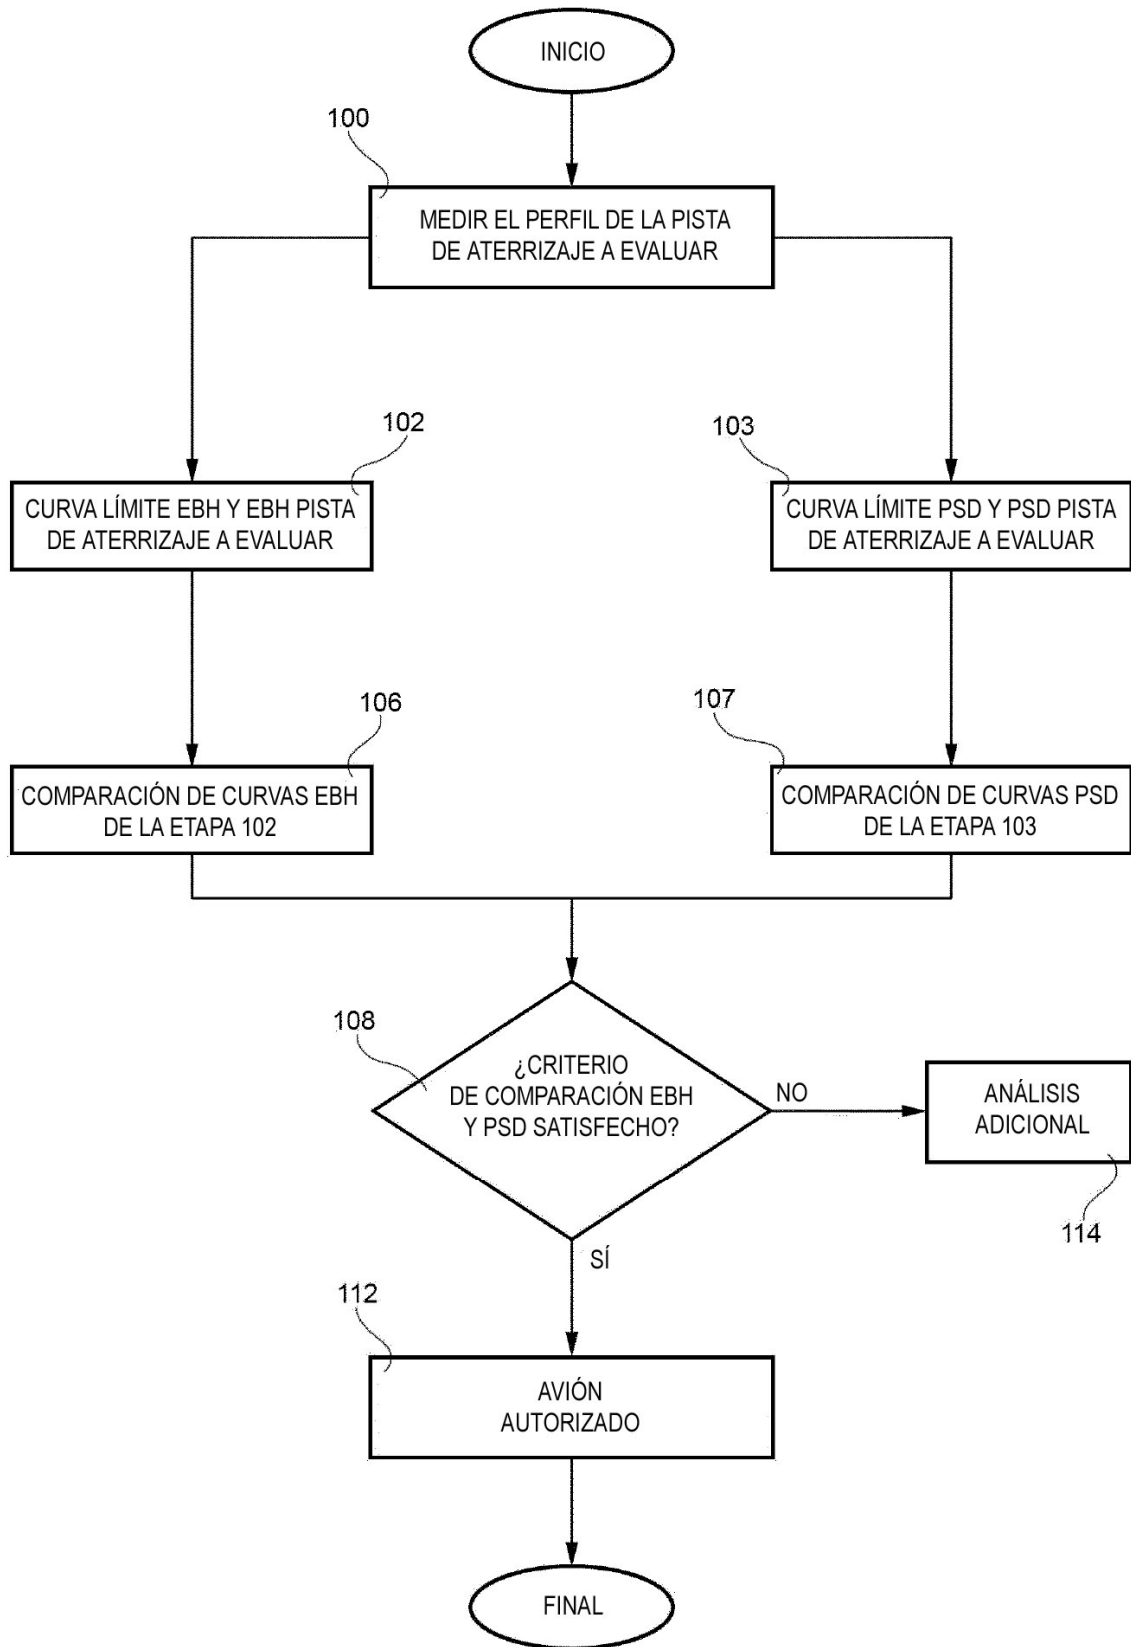 INICIO
100
MEDIR EL PERFIL DE LA PISTA
DE ATERRIZAJE A EVALUAR
102
CURVA LÍMITE EBH Y EBH PISTA
DE ATERRIZAJE A EVALUAR
103
CURVA LÍMITE PSD Y PSD PISTA
DE ATERRIZAJE A EVALUAR
106
COMPARACIÓN DE CURVAS EBH
DE LA ETAPA 102
107
COMPARACIÓN DE CURVAS PSD
DE LA ETAPA 103
108
¿CRITERIO
DE COMPARACIÓN EBH
Y PSD SATISFECHO?
NO
ANÁLISIS
ADICIONAL
114
SÍ
112
AVIÓN
AUTORIZADO
FINAL